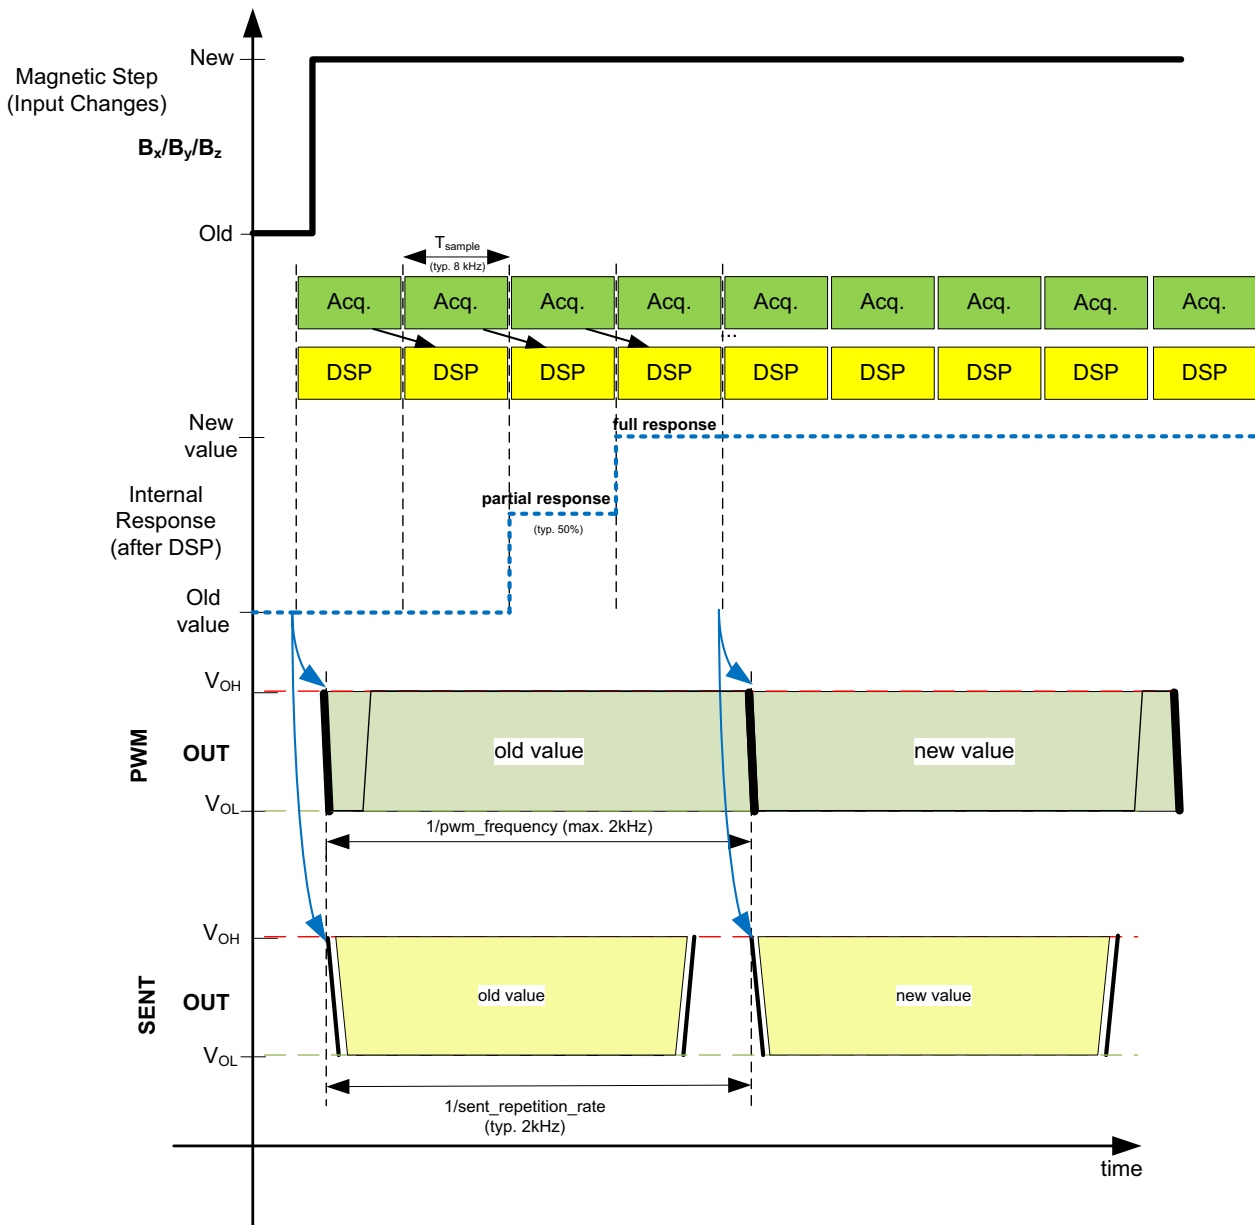 New
Magnetic Step
(Input Changes)
Bx/By/Bz
Old
Tsample
(typ. 8 kHz)
Acq. Acq. Acq. Acq. Acq. Acq. Acq. Acq. Acq.
...
DSP DSP DSP DSP DSP DSP DSP DSP DSP
New
value
full response
Internal
Response
(after DSP)
partial response
(typ. 50%)
Old
value
VOH
PWM
OUT
old value
new value
VOL
1/pwm_frequency (max. 2kHz)
VOH
SENT
OUT
old value
new value
VOL
1/sent_repetition_rate
(typ. 2kHz)
time